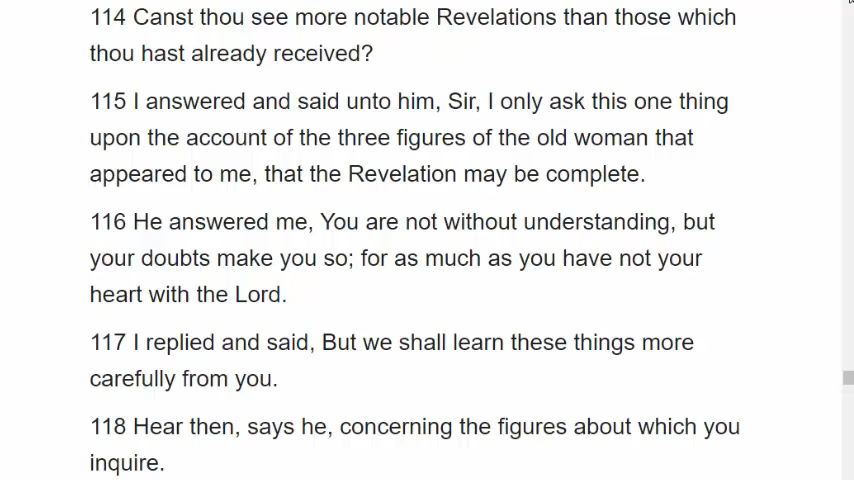 114 Canst thou see more notable Revelations than those which
thou hast already received?
115 I answered and said unto him, Sir, I only ask this one thing
upon the account of the three figures of the old woman that
appeared to me, that the Revelation may be complete.
116 He answered me, You are not without understanding, but
your doubts make you so; for as much as you have not your
heart with the Lord.
117 I replied and said, But we shall learn these things more
carefully from you.
118 Hear then, says he, concerning the figures about which you
inquire.